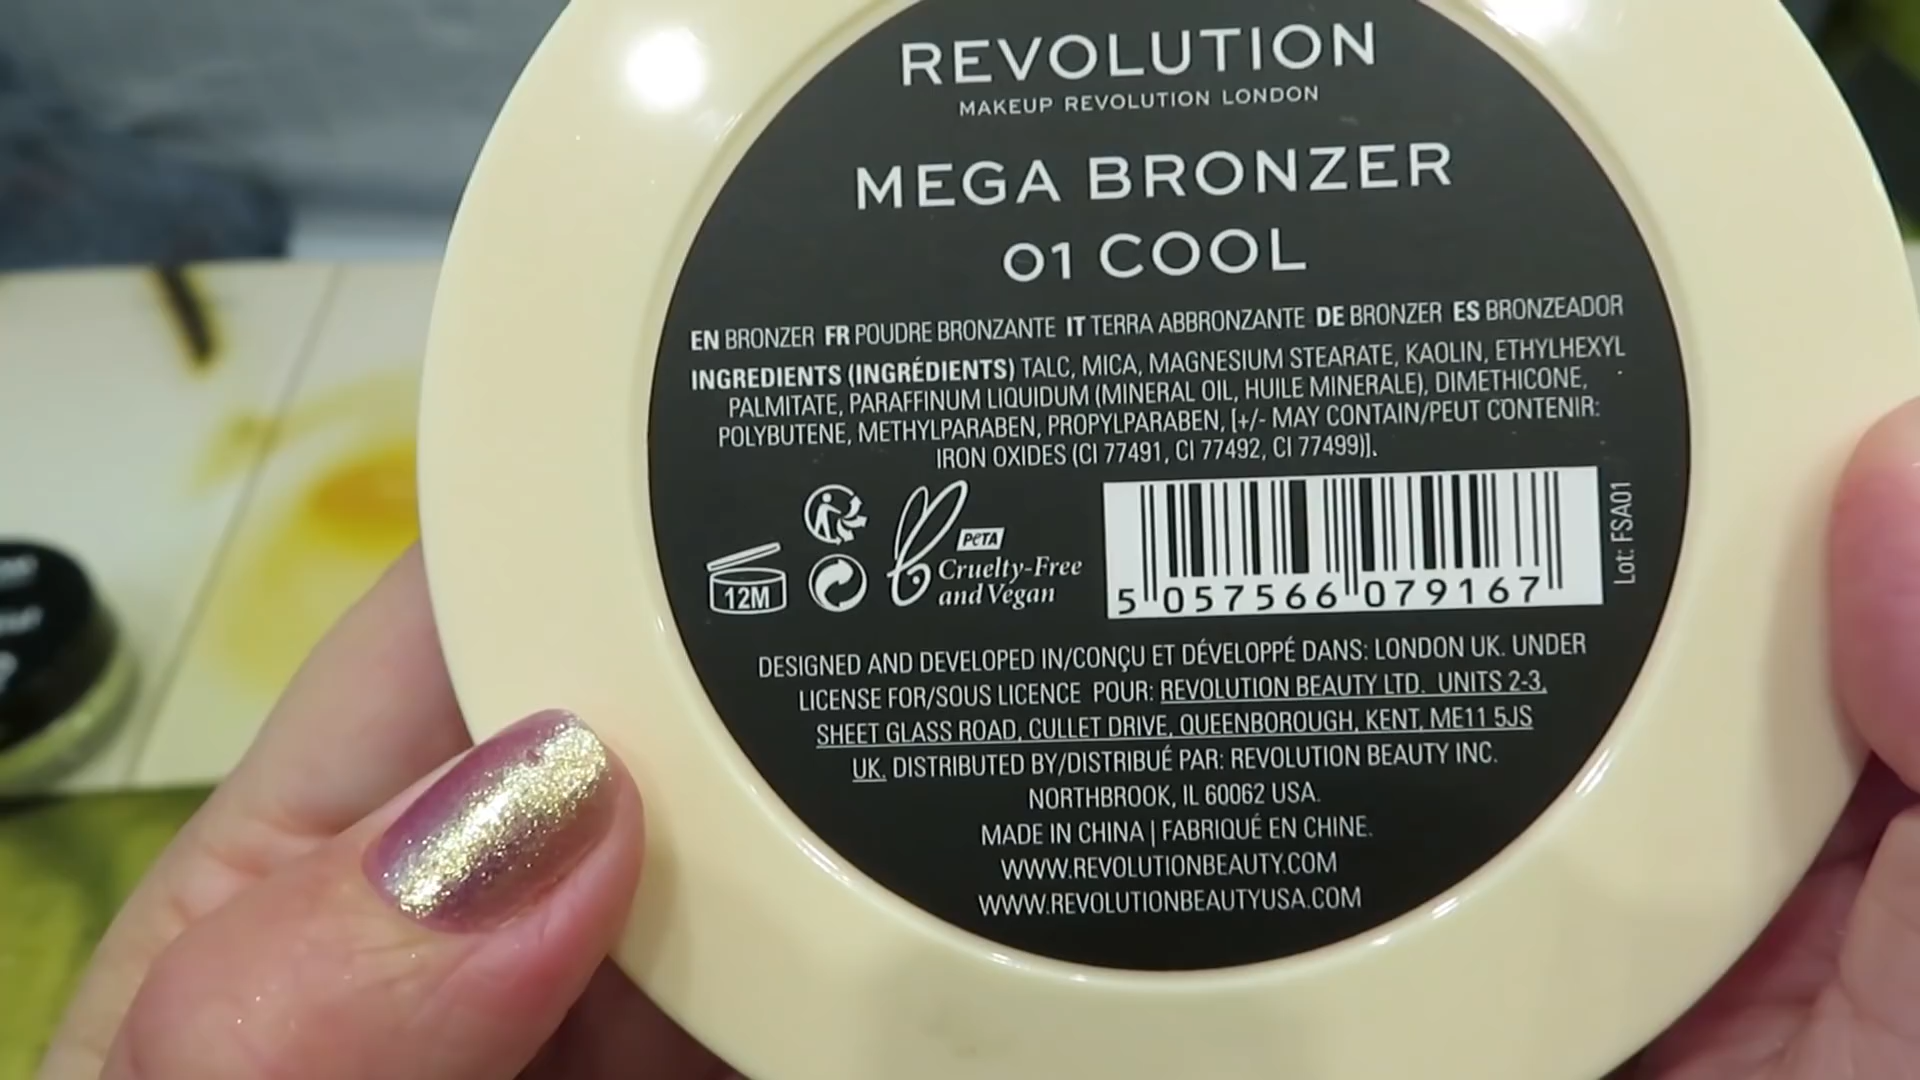 REVOLUTION
MAKEUP REVOLUTION LONDON
MEGA BRONZER
01 COOL
EN BRONZER FR POUDRE BRONZANTE IT TERRA ABBRONZANTE DE BRONZER ES BRONZEADOR
INGREDIENTS (INGRÉDIENTS) TALC, MICA, MAGNESIUM STEARATE, KAOLIN, ETHYLHEXYL
PALMITATE, PARAFFINUM LIQUIDUM (MINERAL OIL, HUILE MINERALE), DIMETHICONE,
POLYBUTENE, METHYLPARABEN, PROPYLPARABEN, [+/- MAY CONTAIN/PEUT CONTENIR:
IRON OXIDES (CI 77491, CI 77492, CI 77499)].
12M
PETA
Cruelty-Free
and Vegan
5 057566 079167
Lot: FSA01
DESIGNED AND DEVELOPED IN/CONÇU ET DÉVELOPPÉ DANS: LONDON UK. UNDER
LICENSE FOR/SOUS LICENCE POUR: REVOLUTION BEAUTY LTD. UNITS 2-3,
SHEET GLASS ROAD, CULLET DRIVE, QUEENBOROUGH, KENT, ME11 5JS
UK. DISTRIBUTED BY/DISTRIBUÉ PAR: REVOLUTION BEAUTY INC.
NORTHBROOK, IL 60062 USA.
MADE IN CHINA | FABRIQUÉ EN CHINE.
WWW.REVOLUTIONBEAUTY.COM
WWW.REVOLUTIONBEAUTYUSA.COM